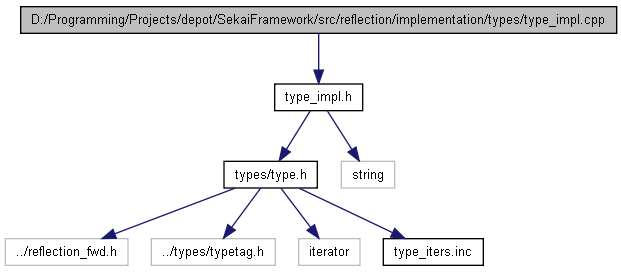 D:/Programming/Projects/depot/SekaiFramework/src/reflection/implementation/types/type_impl.cpp
type_impl.h
types/type.h
string
../reflection_fwd.h
../types/typetag.h
iterator
type_iters.inc